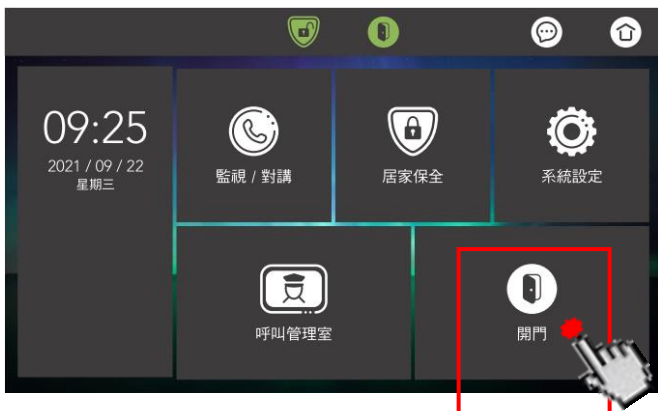 09:25
2021 / 09 / 22
星期三
監視 / 對講
居家保全
系統設定
呼叫管理室
開門